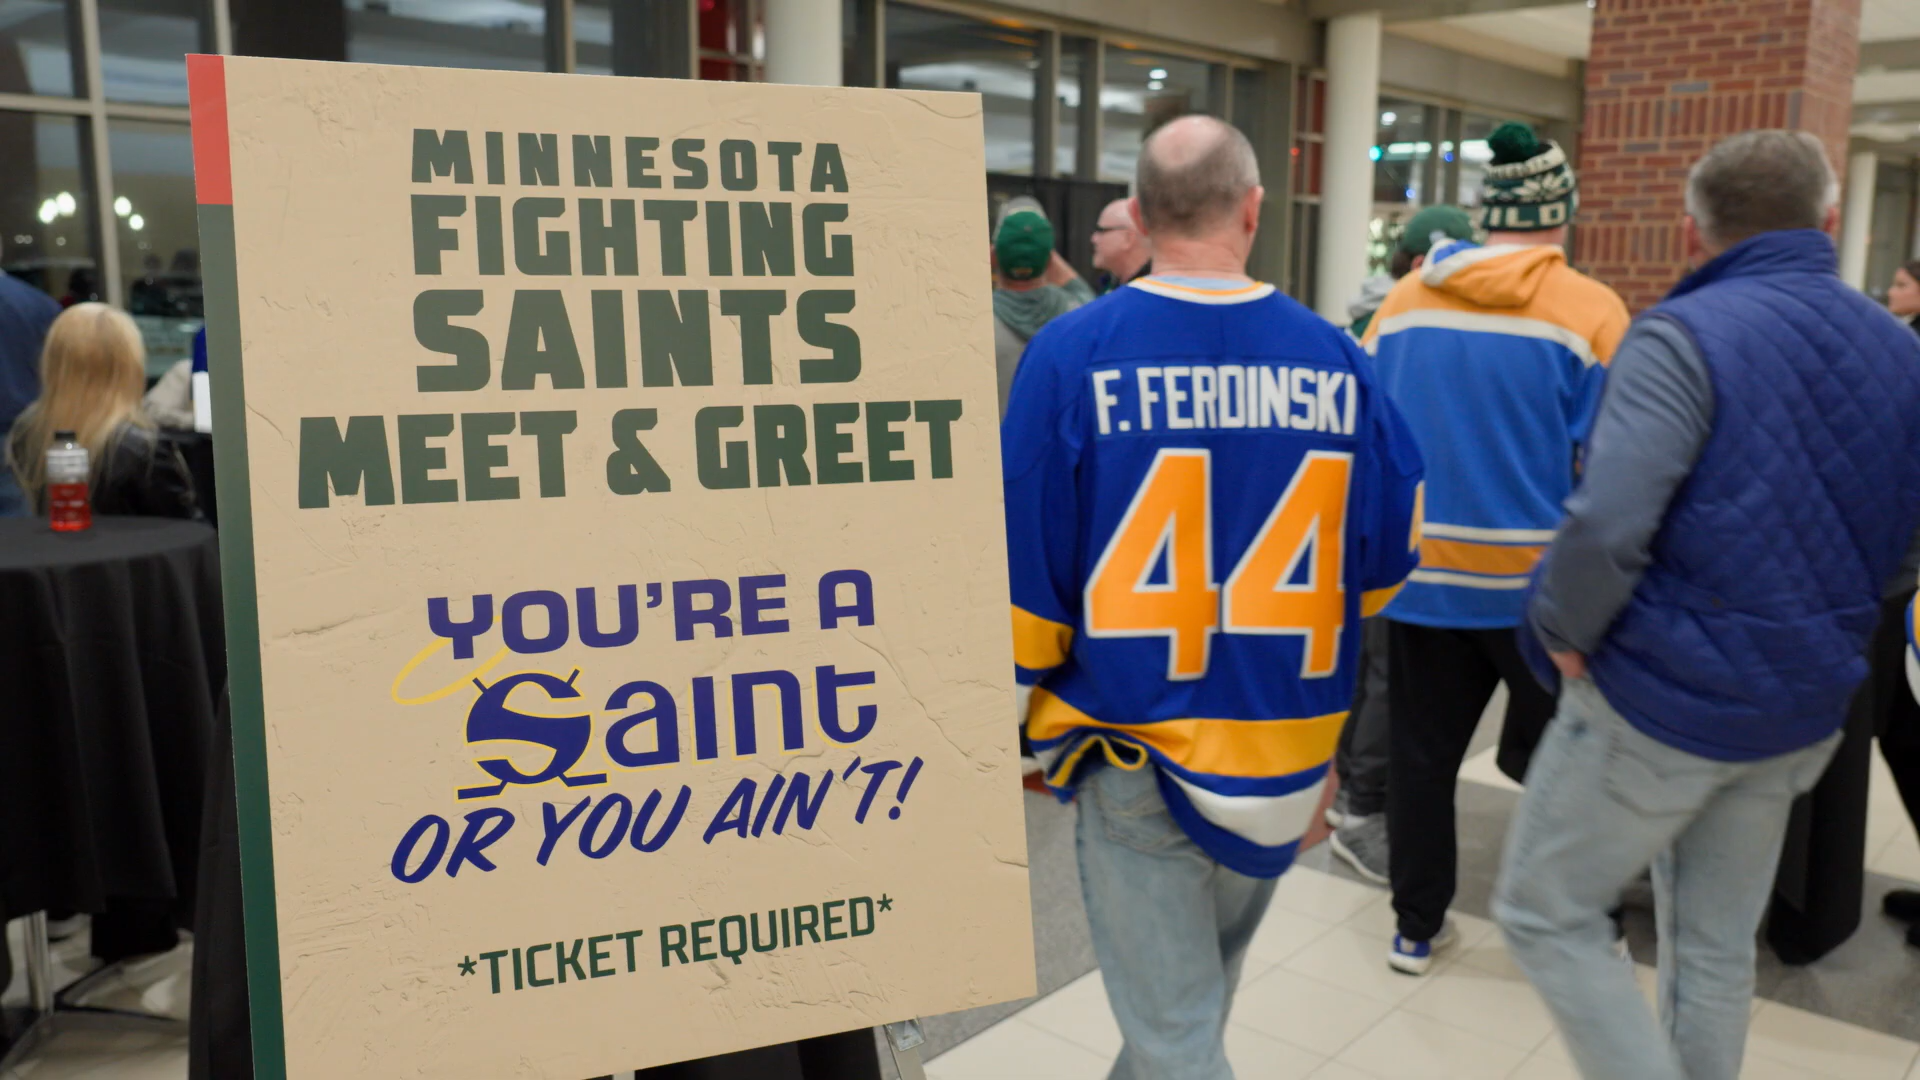 MINNESOTA
FIGHTING
SAINTS
MEET & GREET
YOU'RE A
Saint
OR YOU AIN'T!
*TICKET REQUIRED*
F. FERDINSKI
44